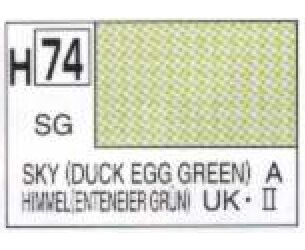 H 74
SG
SKY (DUCK EGG GREEN) A
HIMMEL(ENTENEIER GRÜN) UK・II